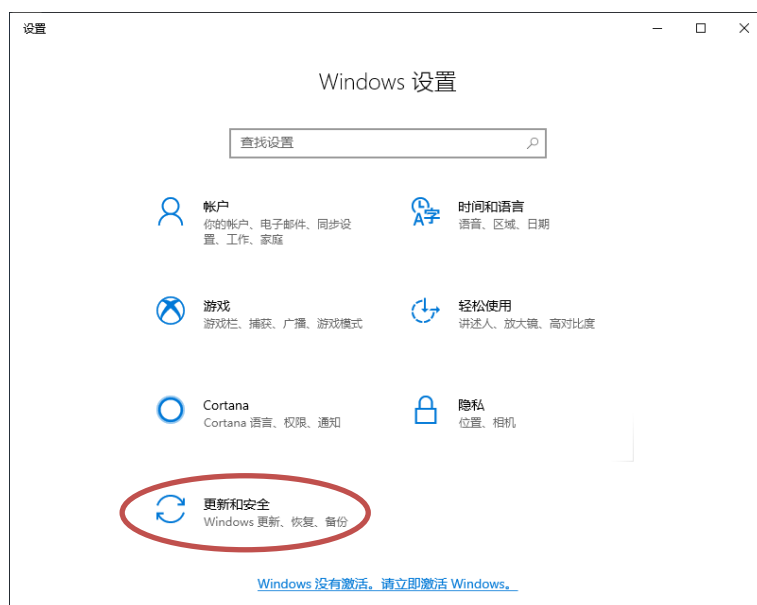 设置
Windows 设置
查找设置
帐户
你的帐户、电子邮件、同步设
置、工作、家庭
时间和语言
语音、区域、日期
游戏
游戏栏、捕获、广播、游戏模式
轻松使用
讲述人、放大镜、高对比度
Cortana
Cortana 语言、权限、通知
隐私
位置、相机
更新和安全
Windows 更新、恢复、备份
Windows 没有激活。请立即激活 Windows。